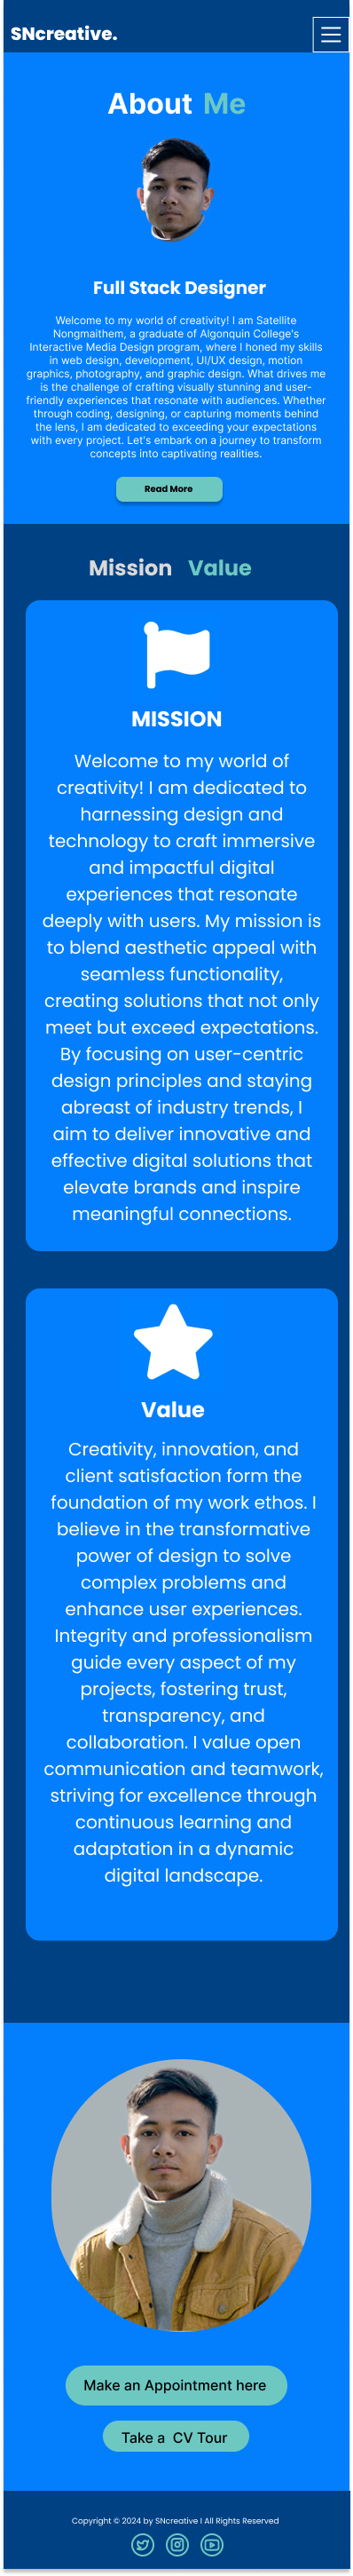 SNcreative.
About Me
Full Stack Designer
Welcome to my world of creativity! I am Satellite
Nongmaithem, a graduate of Algonquin College's
Interactive Media Design program, where I honed my skills
in web design, development, UI/UX design, motion
graphics, photography, and graphic design. What drives me
is the challenge of crafting visually stunning and user-
friendly experiences that resonate with audiences. Whether
through coding, designing, or capturing moments behind
the lens, I am dedicated to exceeding your expectations
with every project. Let's embark on a journey to transform
concepts into captivating realities.
Read More
Mission Value
MISSION
Welcome to my world of
creativity! I am dedicated to
harnessing design and
technology to craft immersive
and impactful digital
experiences that resonate
deeply with users. My mission is
to blend aesthetic appeal with
seamless functionality,
creating solutions that not only
meet but exceed expectations.
By focusing on user-centric
design principles and staying
abreast of industry trends, I
aim to deliver innovative and
effective digital solutions that
elevate brands and inspire
meaningful connections.
Value
Creativity, innovation, and
client satisfaction form the
foundation of my work ethos. I
believe in the transformative
power of design to solve
complex problems and
enhance user experiences.
Integrity and professionalism
guide every aspect of my
projects, fostering trust,
transparency, and
collaboration. I value open
communication and teamwork,
striving for excellence through
continuous learning and
adaptation in a dynamic
digital landscape.
Make an Appointment here
Take a CV Tour
Copyright © 2024 by SNcreative I All Rights Reserved